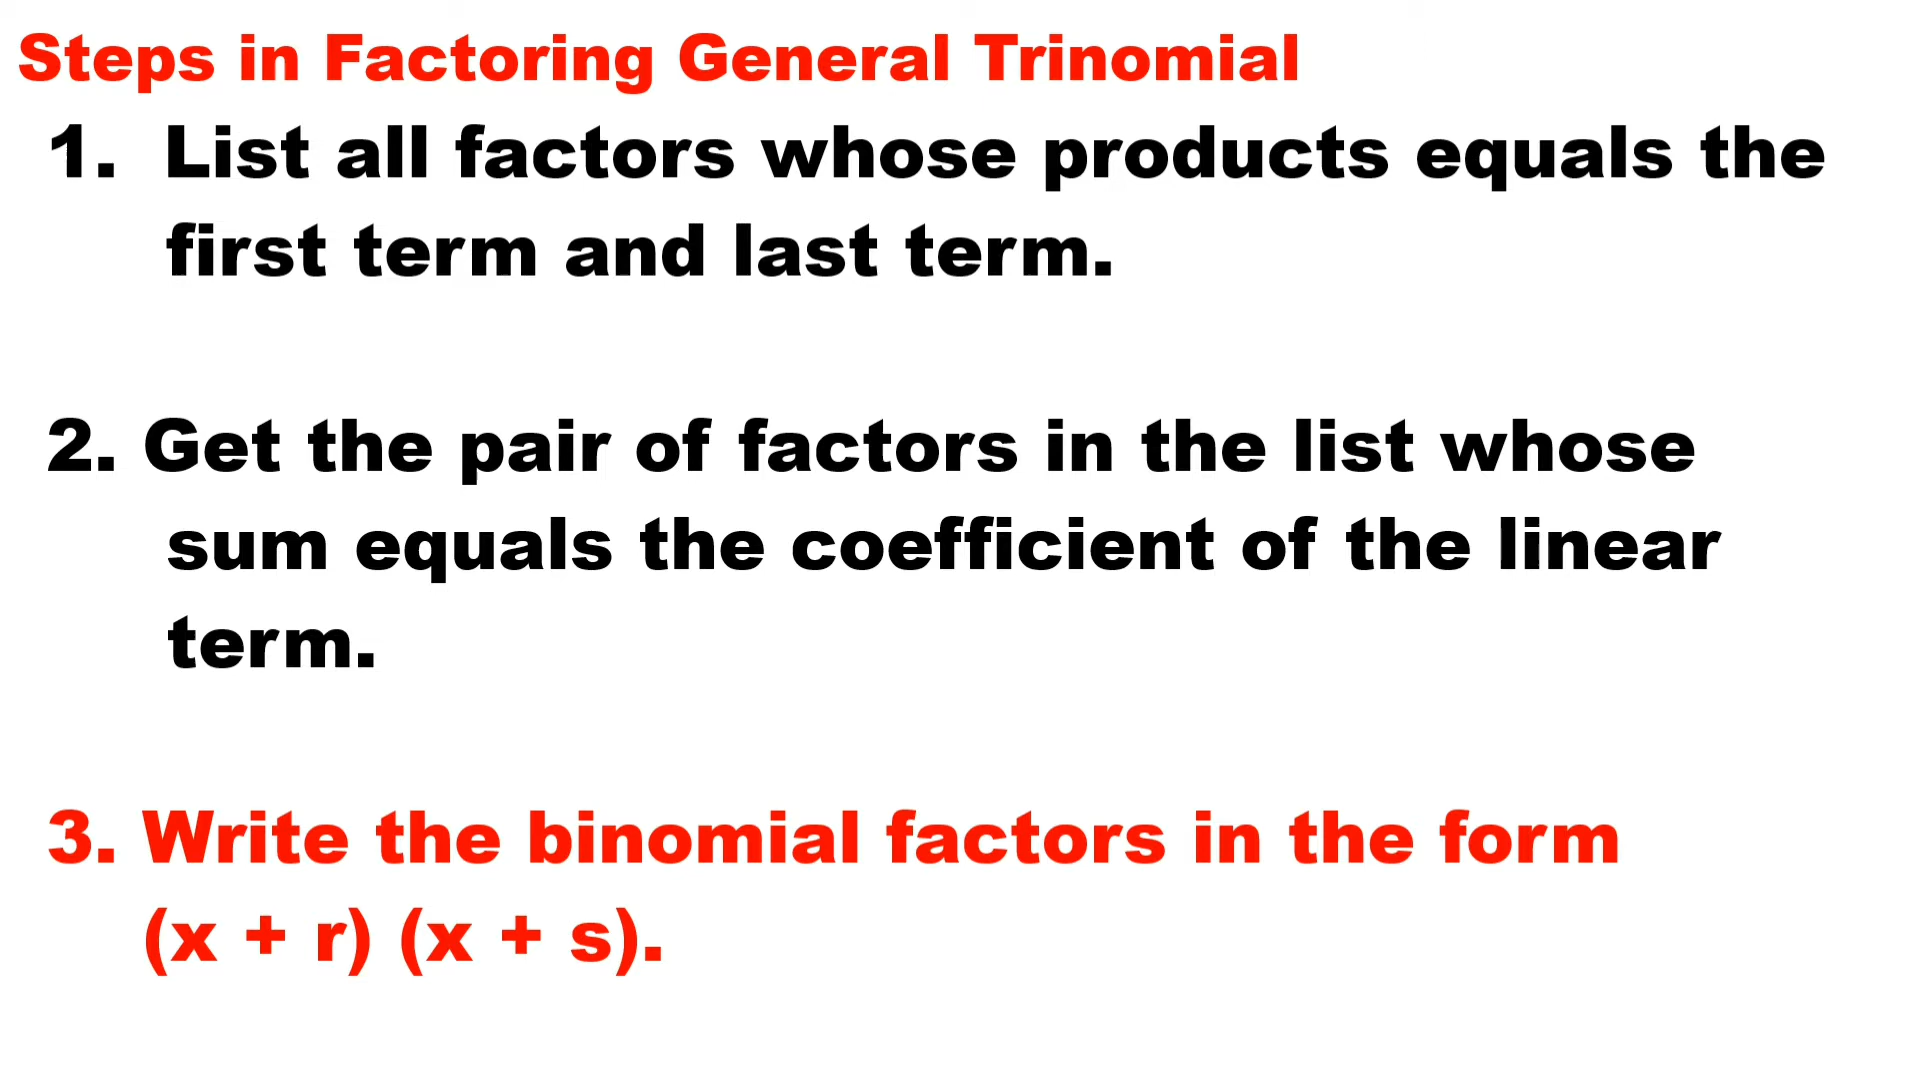 Steps in Factoring General Trinomial
1. List all factors whose products equals the
first term and last term.
2. Get the pair of factors in the list whose
sum equals the coefficient of the linear
term.
3. Write the binomial factors in the form
(x + r) (x + s).